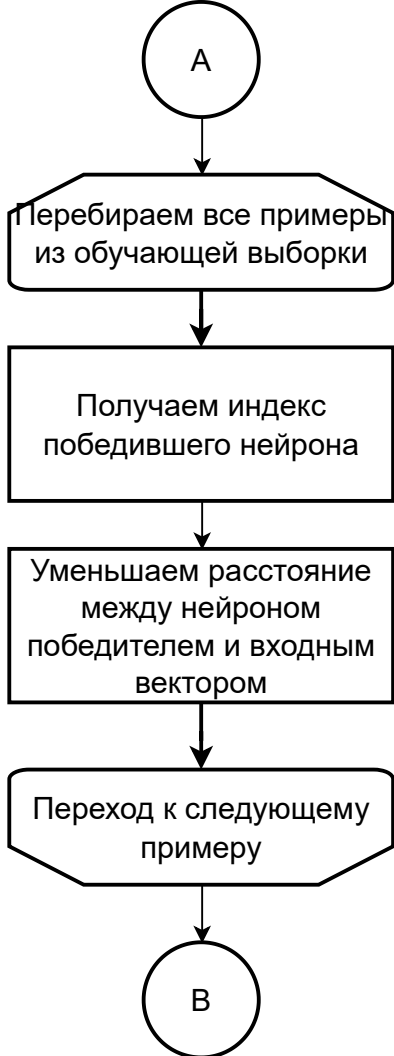 A
Перебираем все примеры
из обучающей выборки
Получаем индекс
победившего нейрона
Уменьшаем расстояние
между нейроном
победителем и входным
вектором
Переход к следующему
примеру
B